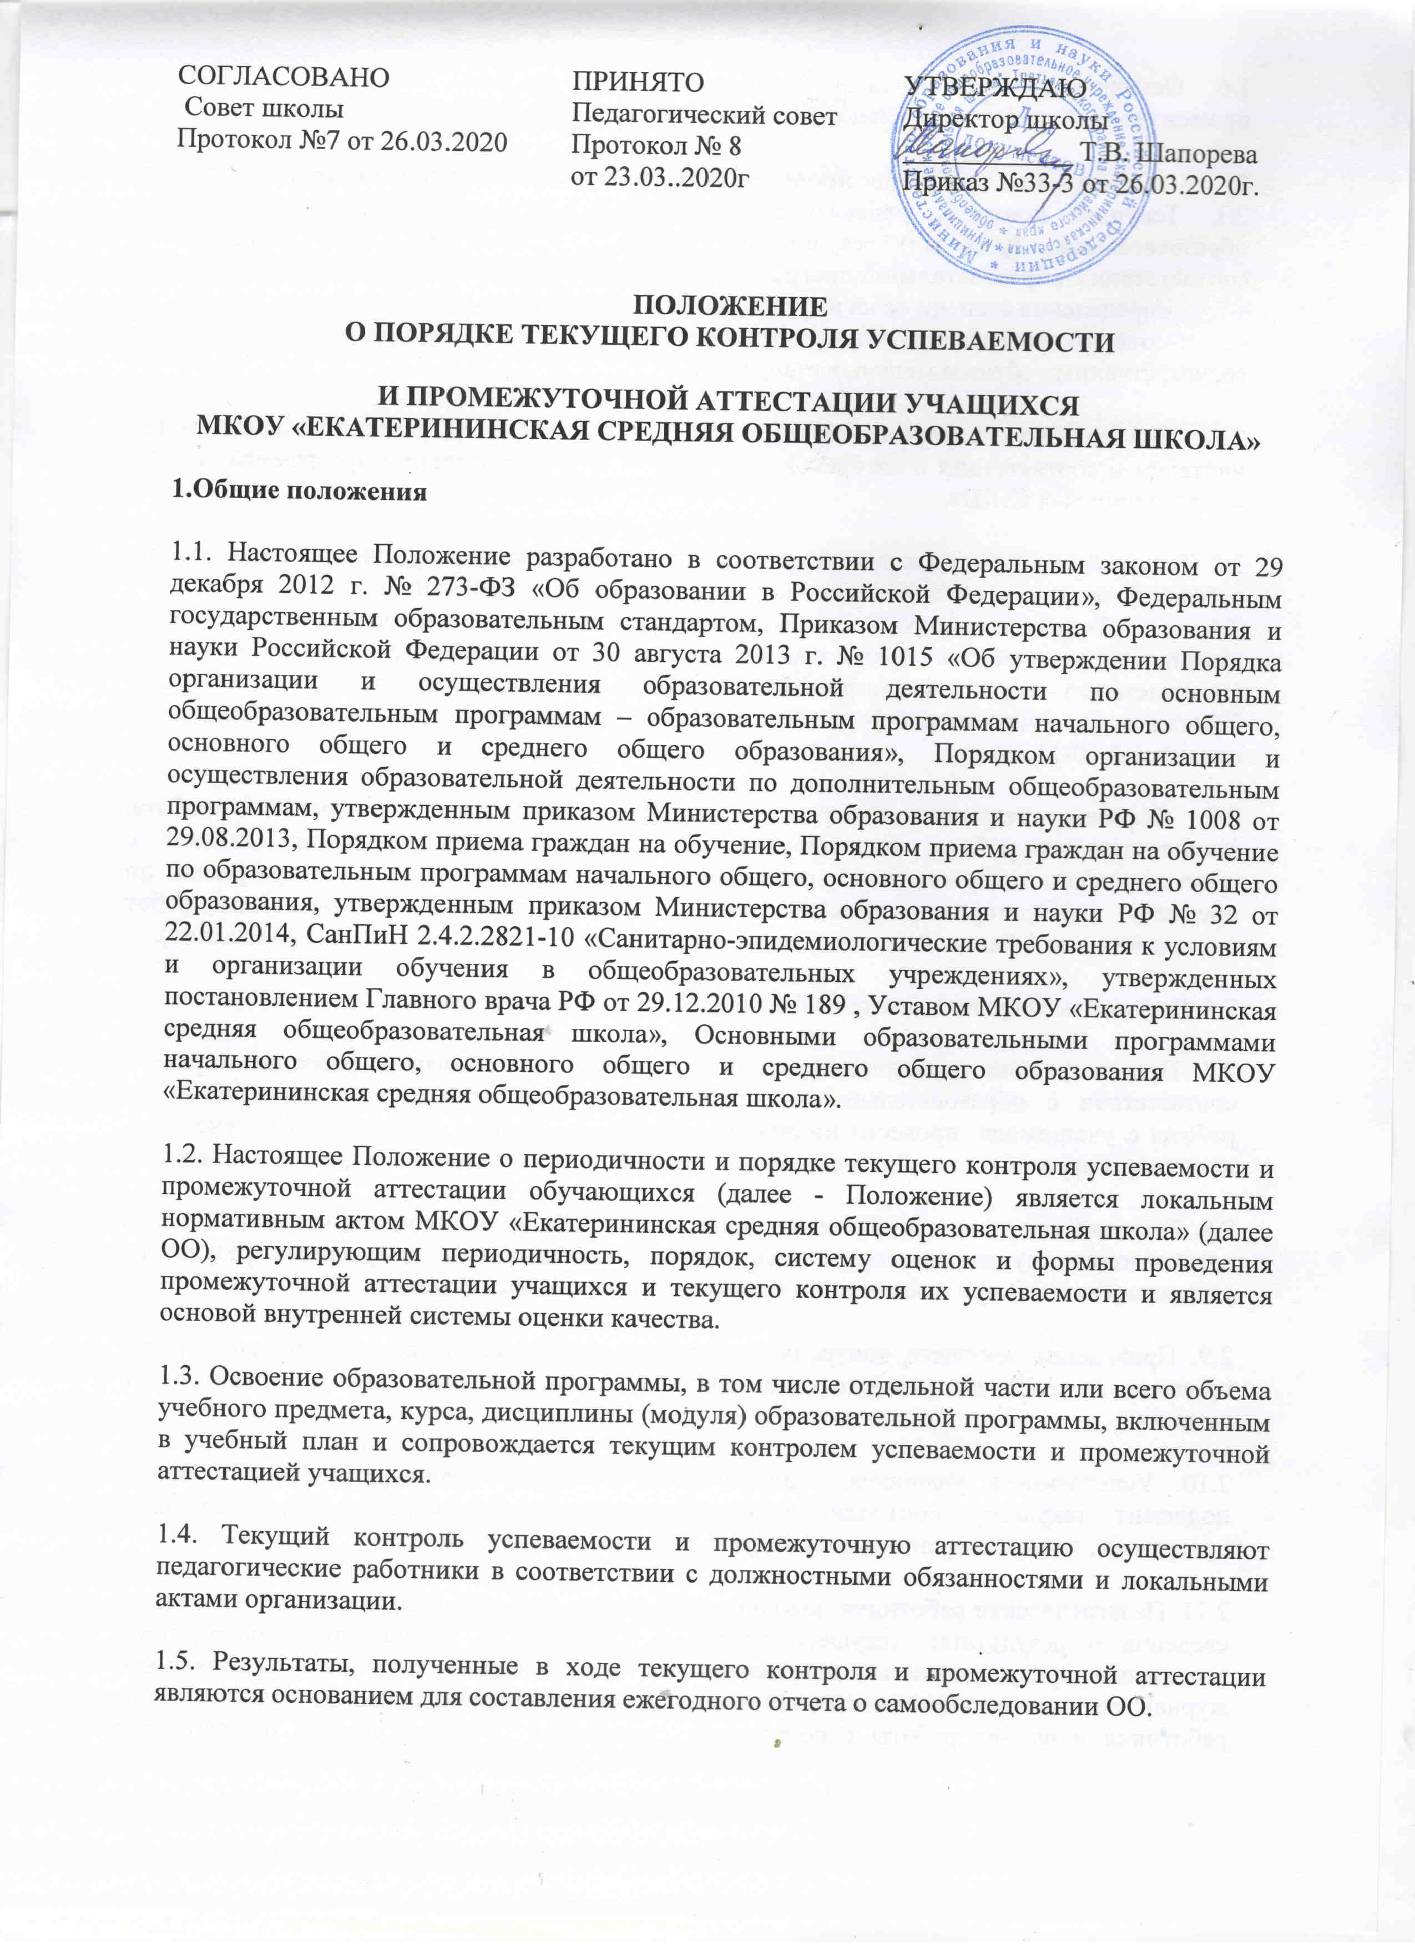 СОГЛАСОВАНО
Совет школы
Протокол №7 от 26.03.2020
ПРИНЯТО
Педагогический совет
Протокол № 8
от 23.03..2020г
УТВЕРЖДАЮ
Директор школы
Т.В. Шапорева
Приказ №33-3 от 26.03.2020г.
Для
документов
ПОЛОЖЕНИЕ
О ПОРЯДКЕ ТЕКУЩЕГО КОНТРОЛЯ УСПЕВАЕМОСТИ
И ПРОМЕЖУТОЧНОЙ АТТЕСТАЦИИ УЧАЩИХСЯ
МКОУ «ЕКАТЕРИНИНСКАЯ СРЕДНЯЯ ОБЩЕОБРАЗОВАТЕЛЬНАЯ ШКОЛА»
1.Общие положения
1.1. Настоящее Положение разработано в соответствии с Федеральным законом от 29
декабря 2012 г. № 273-ФЗ «Об образовании в Российской Федерации», Федеральным
государственным образовательным стандартом, Приказом Министерства образования и
науки Российской Федерации от 30 августа 2013 г. № 1015 «Об утверждении Порядка
организации и осуществления образовательной деятельности по основным
общеобразовательным программам – образовательным программам начального общего,
основного общего и среднего общего образования», Порядком организации и
осуществления образовательной деятельности по дополнительным общеобразовательным
программам, утвержденным приказом Министерства образования и науки РФ № 1008 от
29.08.2013, Порядком приема граждан на обучение, Порядком приема граждан на обучение
по образовательным программам начального общего, основного общего и среднего общего
образования, утвержденным приказом Министерства образования и науки РФ № 32 от
22.01.2014, СанПиН 2.4.2.2821-10 «Санитарно-эпидемиологические требования к условиям
и организации обучения в общеобразовательных учреждениях», утвержденных
постановлением Главного врача РФ от 29.12.2010 № 189 , Уставом МКОУ «Екатерининская
средняя общеобразовательная школа», Основными образовательными программами
начального общего, основного общего и среднего общего образования МКОУ
«Екатерининская средняя общеобразовательная школа».
1.2. Настоящее Положение о периодичности и порядке текущего контроля успеваемости и
промежуточной аттестации обучающихся (далее - Положение) является локальным
нормативным актом МКОУ «Екатерининская средняя общеобразовательная школа» (далее
ОО), регулирующим периодичность, порядок, систему оценок и формы проведения
промежуточной аттестации учащихся и текущего контроля их успеваемости и является
основой внутренней системы оценки качества.
1.3. Освоение образовательной программы, в том числе отдельной части или всего объема
учебного предмета, курса, дисциплины (модуля) образовательной программы, включенным
в учебный план и сопровождается текущим контролем успеваемости и промежуточной
аттестацией учащихся.
1.4. Текущий контроль успеваемости и промежуточную аттестацию осуществляют
педагогические работники в соответствии с должностными обязанностями и локальными
актами организации.
1.5. Результаты, полученные в ходе текущего контроля и промежуточной аттестации
являются основанием для составления ежегодного отчета о самообследовании ОО.